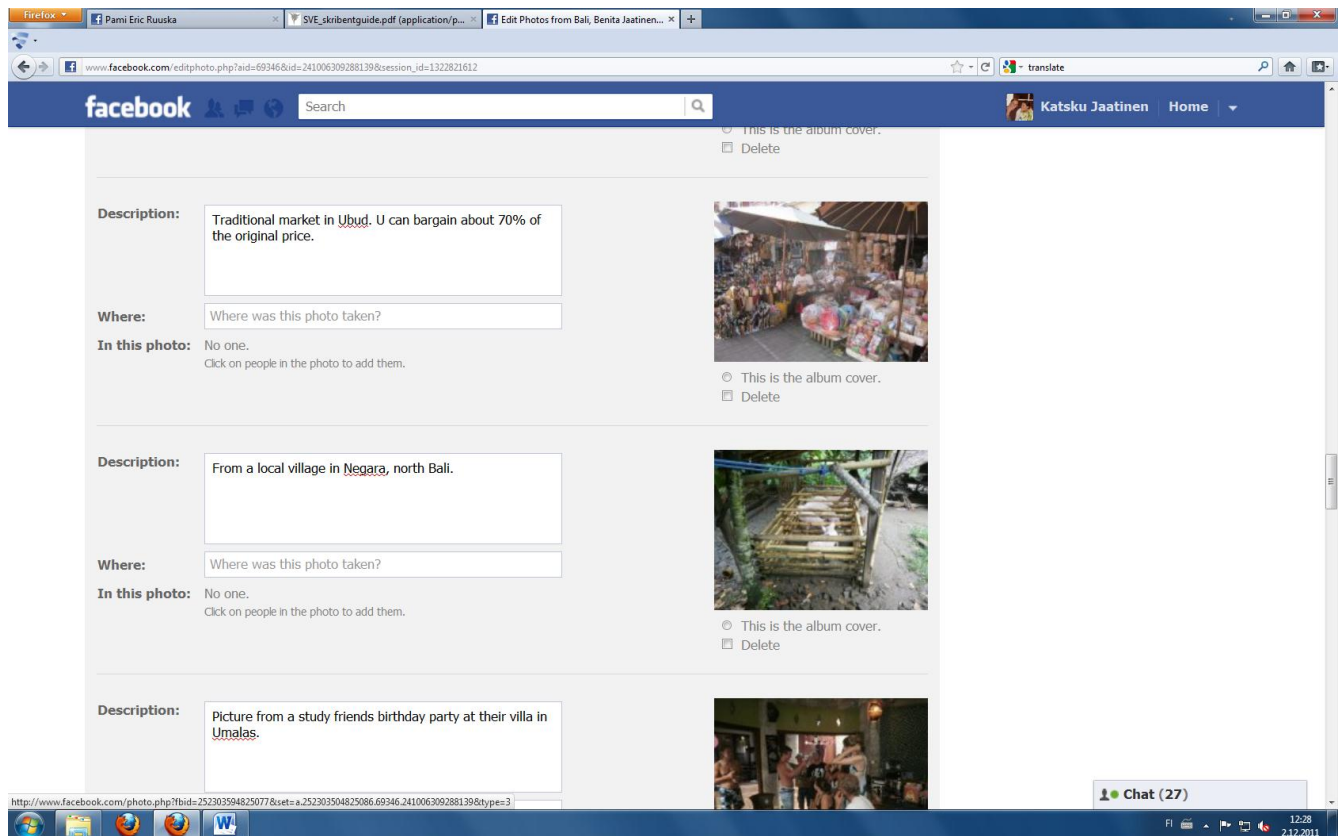 Firefox
Pami Eric Ruuska
SVE_skribentguide.pdf (application/p...
Edit Photos from Bali, Benita Jaatinen...
www.facebook.com/editphoto.php?aid=69346&id=241006309288139&session_id=1322821612
translate
facebook
Search
Katsku Jaatinen
Home
This is the album cover.
Delete
Description:
Traditional market in Ubud. U can bargain about 70% of
the original price.
Where:
Where was this photo taken?
In this photo:
No one.
Click on people in the photo to add them.
This is the album cover.
Delete
Description:
From a local village in Negara, north Bali.
Where:
Where was this photo taken?
In this photo:
No one.
Click on people in the photo to add them.
This is the album cover.
Delete
Description:
Picture from a study friends birthday party at their villa in
Umalas.
Chat (27)
http://www.facebook.com/photo.php?fbid=252303594825077&set=a.252303504825086.69346.241006309288139&type=3
FI
12:28
2.12.2011